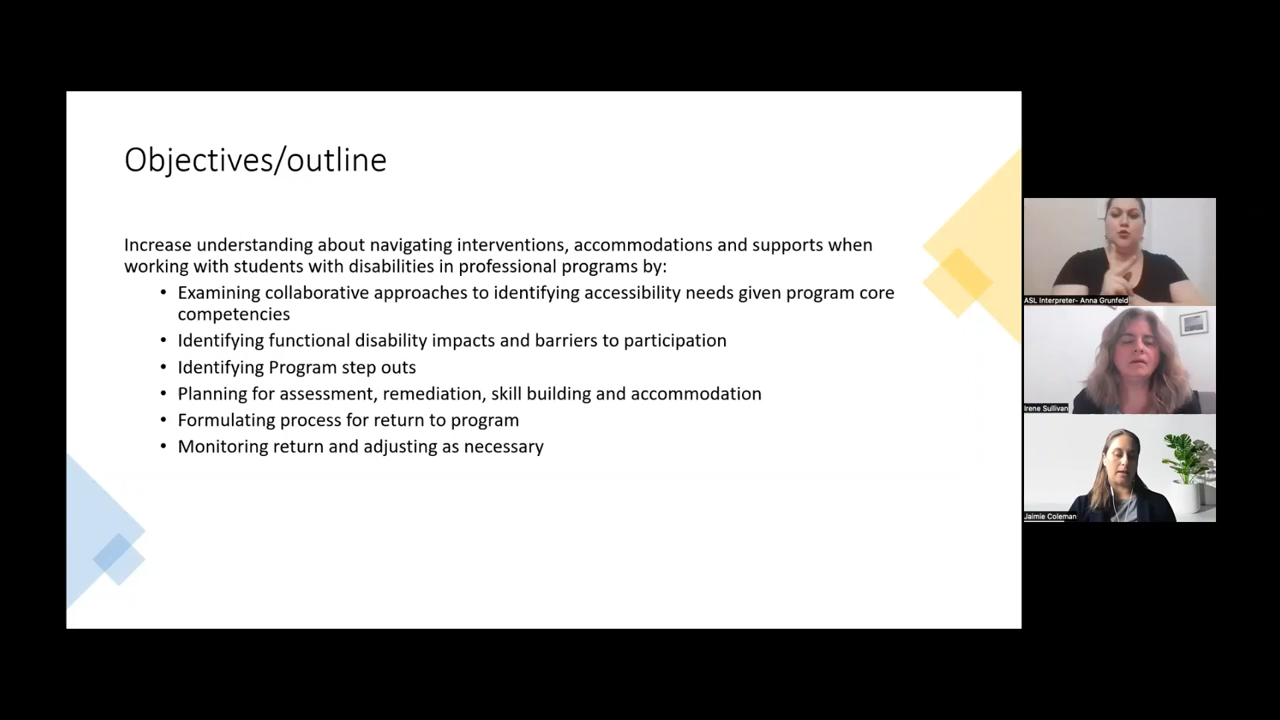 Objectives/outline
Increase understanding about navigating interventions, accommodations and supports when
working with students with disabilities in professional programs by:
• Examining collaborative approaches to identifying accessibility needs given program core
competencies
• Identifying functional disability impacts and barriers to participation
• Identifying Program step outs
• Planning for assessment, remediation, skill building and accommodation
• Formulating process for return to program
• Monitoring return and adjusting as necessary
ASL Interpreter- Anna Grunfeld
Irene Sullivan
Jaimie Coleman